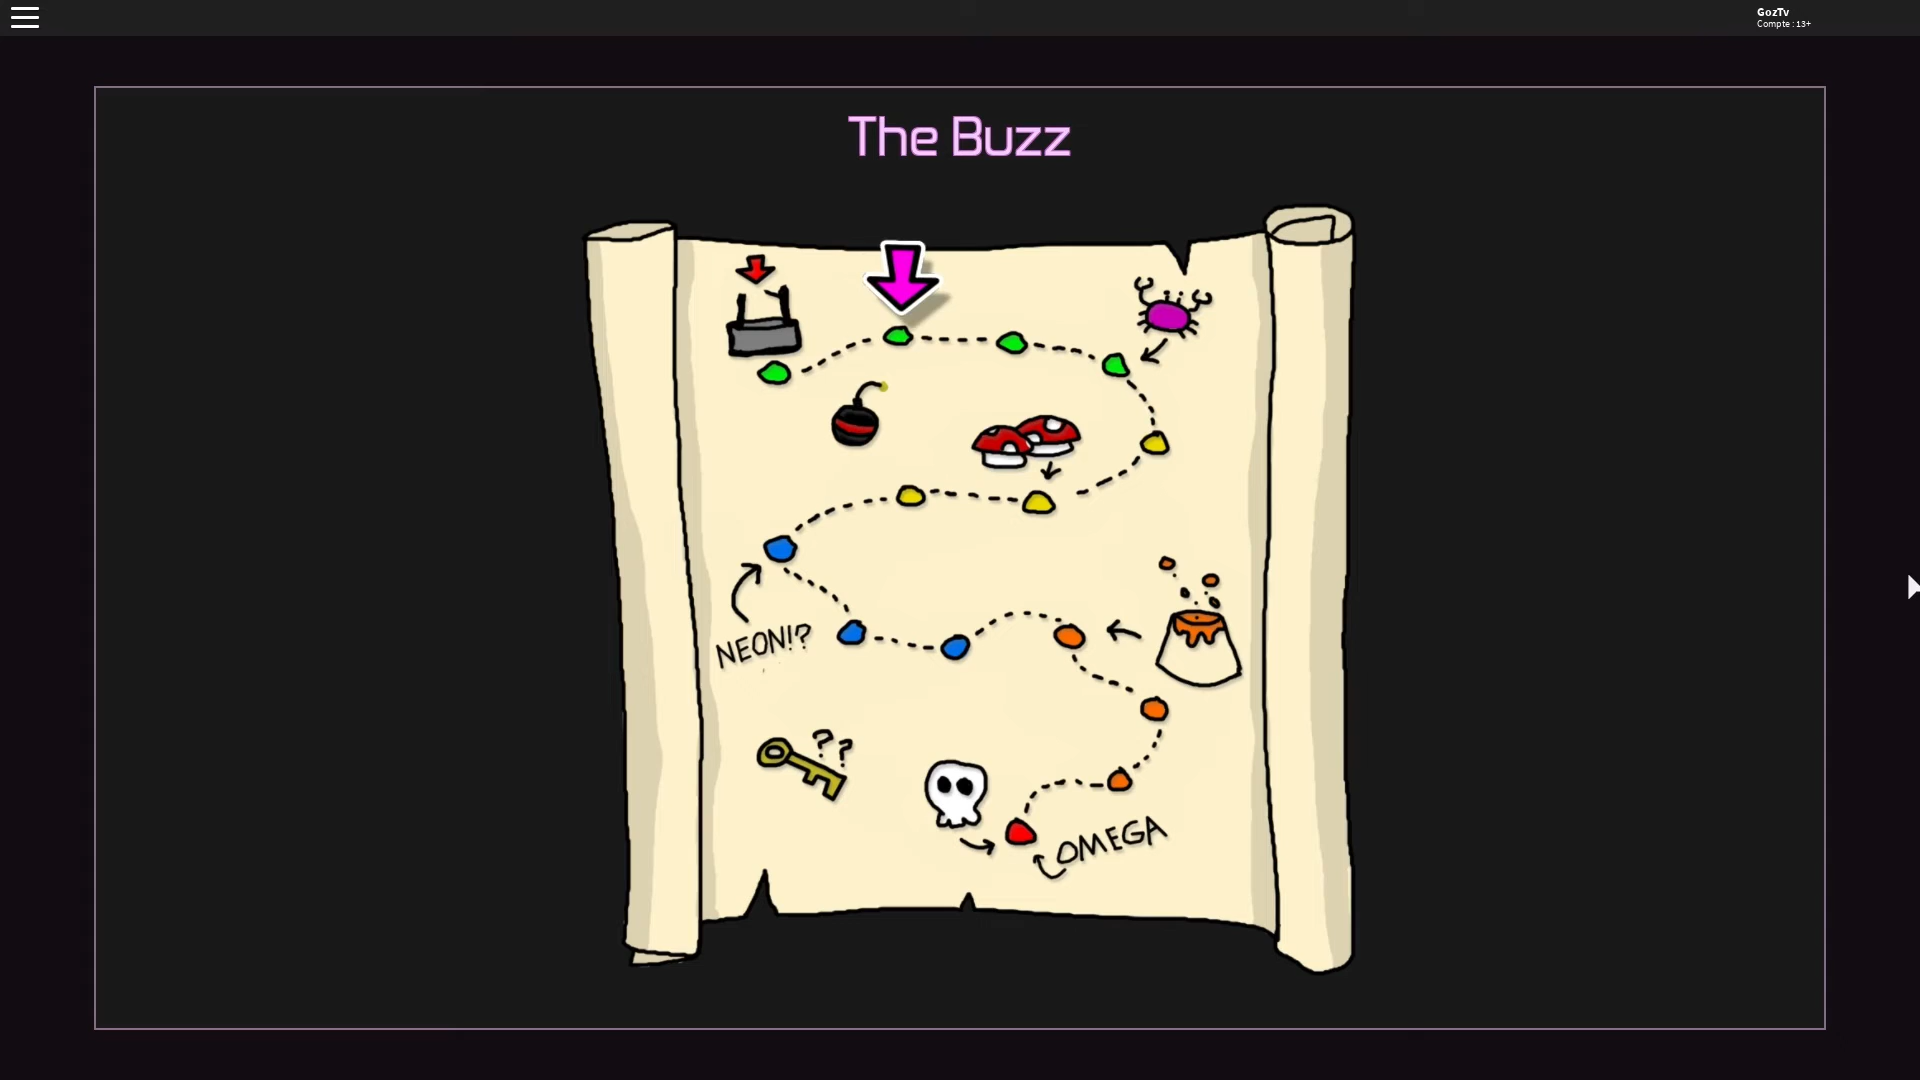 GozTv
Compte : 13+
The Buzz
NEON!?
??
OMEGA